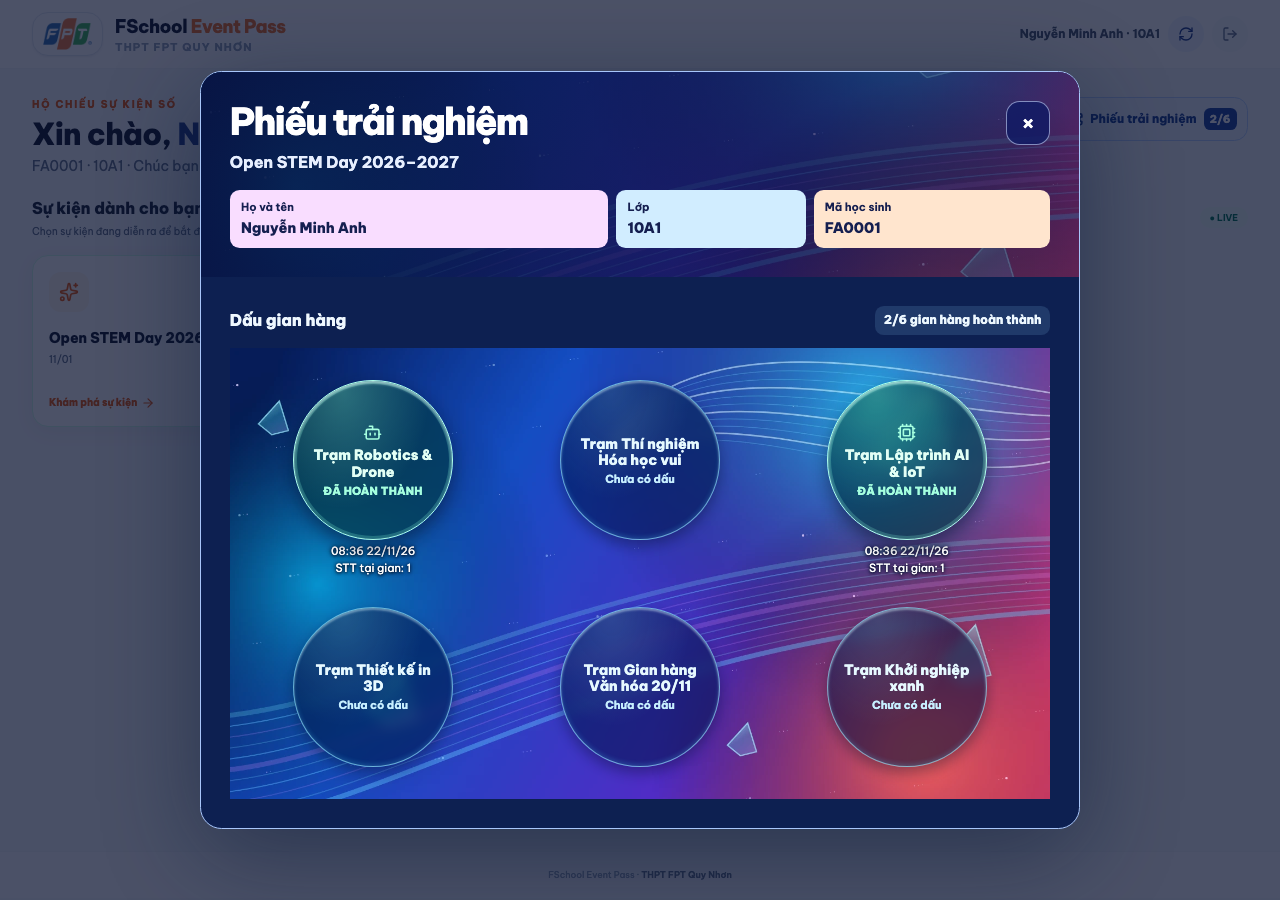 FPT
FSchool Event Pass
THPT FPT QUY NHƠN
Nguyễn Minh Anh · 10A1
HỘ CHIẾU SỰ KIỆN SỐ
Xin chào, N
FA0001 · 10A1 · Chúc bạn
Phiếu trải nghiệm 2/6
Sự kiện dành cho bạn
Chọn sự kiện đang diễn ra để bắt đ
• LIVE
Open STEM Day 2026
11/01
Khám phá sự kiện →
Phiếu trải nghiệm
×
Open STEM Day 2026–2027
Họ và tên
Nguyễn Minh Anh
Lớp
10A1
Mã học sinh
FA0001
Dấu gian hàng
2/6 gian hàng hoàn thành
Trạm Robotics &
Drone
ĐÃ HOÀN THÀNH
08:36 22/11/26
STT tại gian: 1
Trạm Thí nghiệm
Hóa học vui
Chưa có dấu
Trạm Lập trình AI
& IoT
ĐÃ HOÀN THÀNH
08:36 22/11/26
STT tại gian: 1
Trạm Thiết kế in
3D
Chưa có dấu
Trạm Gian hàng
Văn hóa 20/11
Chưa có dấu
Trạm Khởi nghiệp
xanh
Chưa có dấu
FSchool Event Pass · THPT FPT Quy Nhơn